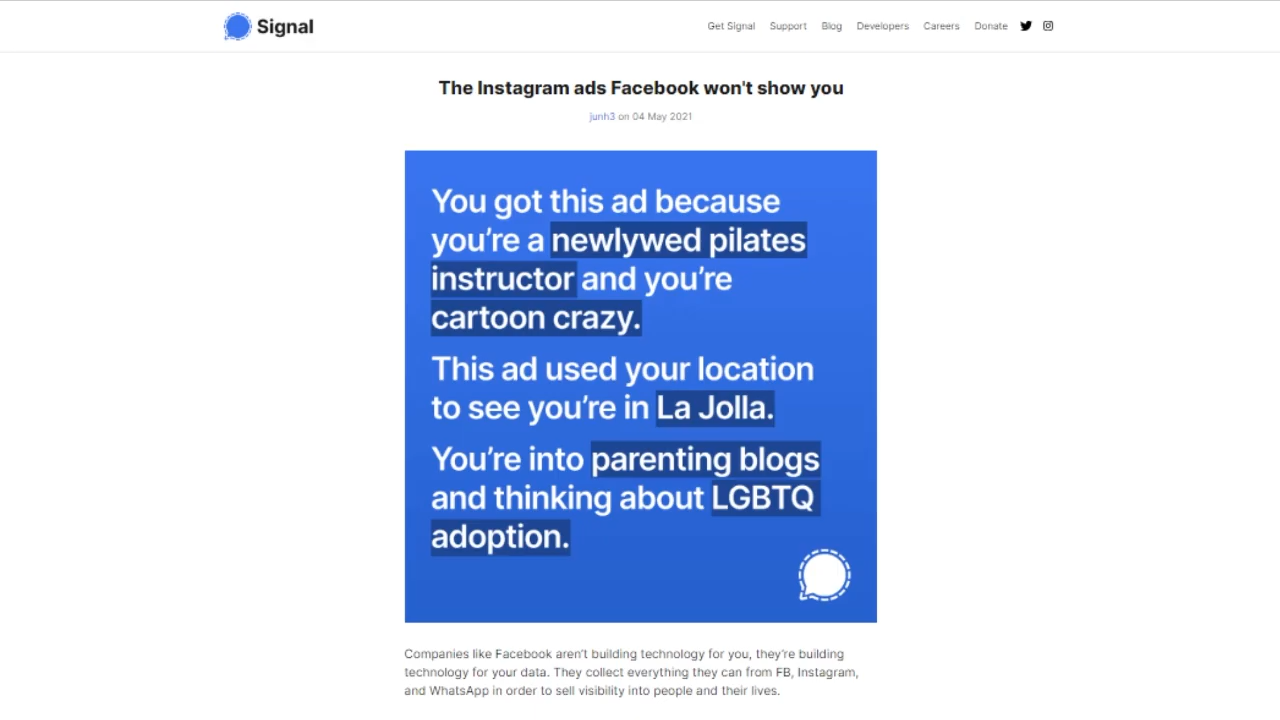 Signal
Get Signal Support Blog Developers Careers Donate
The Instagram ads Facebook won't show you
junh3 on 04 May 2021
You got this ad because
you’re a newlywed pilates
instructor and you’re
cartoon crazy.
This ad used your location
to see you’re in La Jolla.
You’re into parenting blogs
and thinking about LGBTQ
adoption.
Companies like Facebook aren’t building technology for you, they’re building
technology for your data. They collect everything they can from FB, Instagram,
and WhatsApp in order to sell visibility into people and their lives.